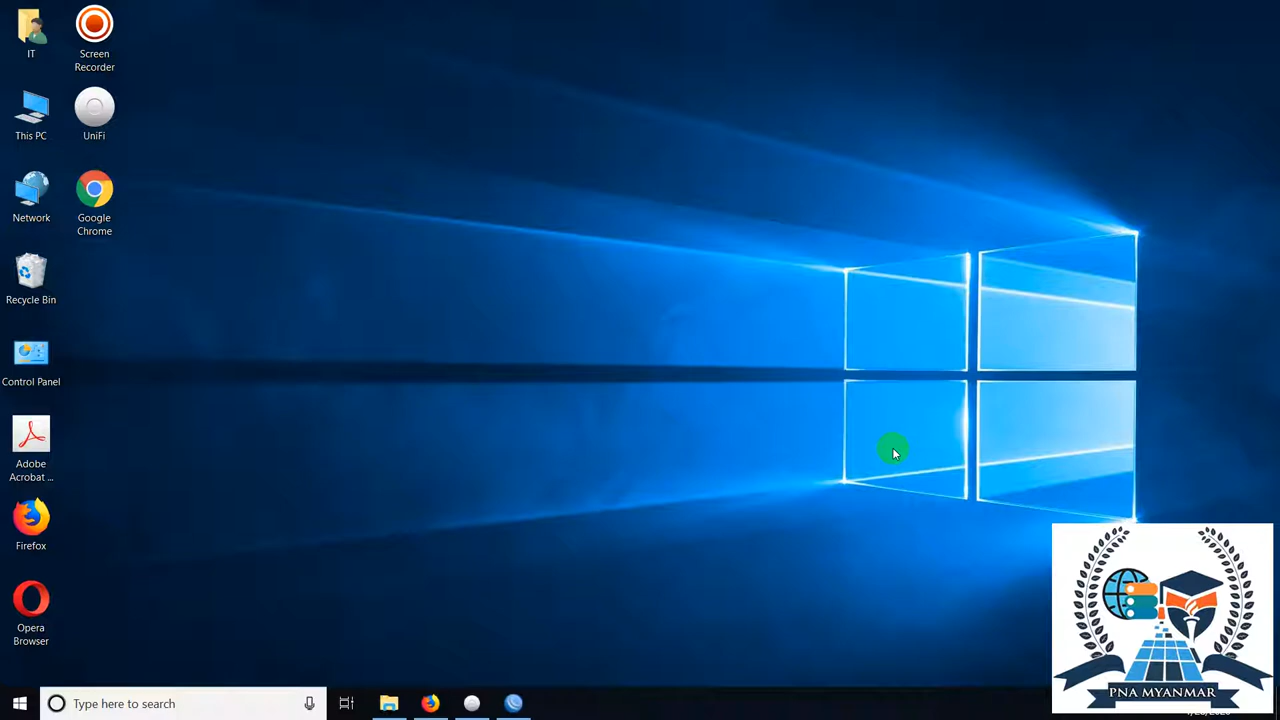 IT
Screen
Recorder
This PC
UniFi
Network
Google
Chrome
Recycle Bin
Control Panel
Adobe
Acrobat ...
Firefox
Opera
Browser
Type here to search
PNA MYANMAR